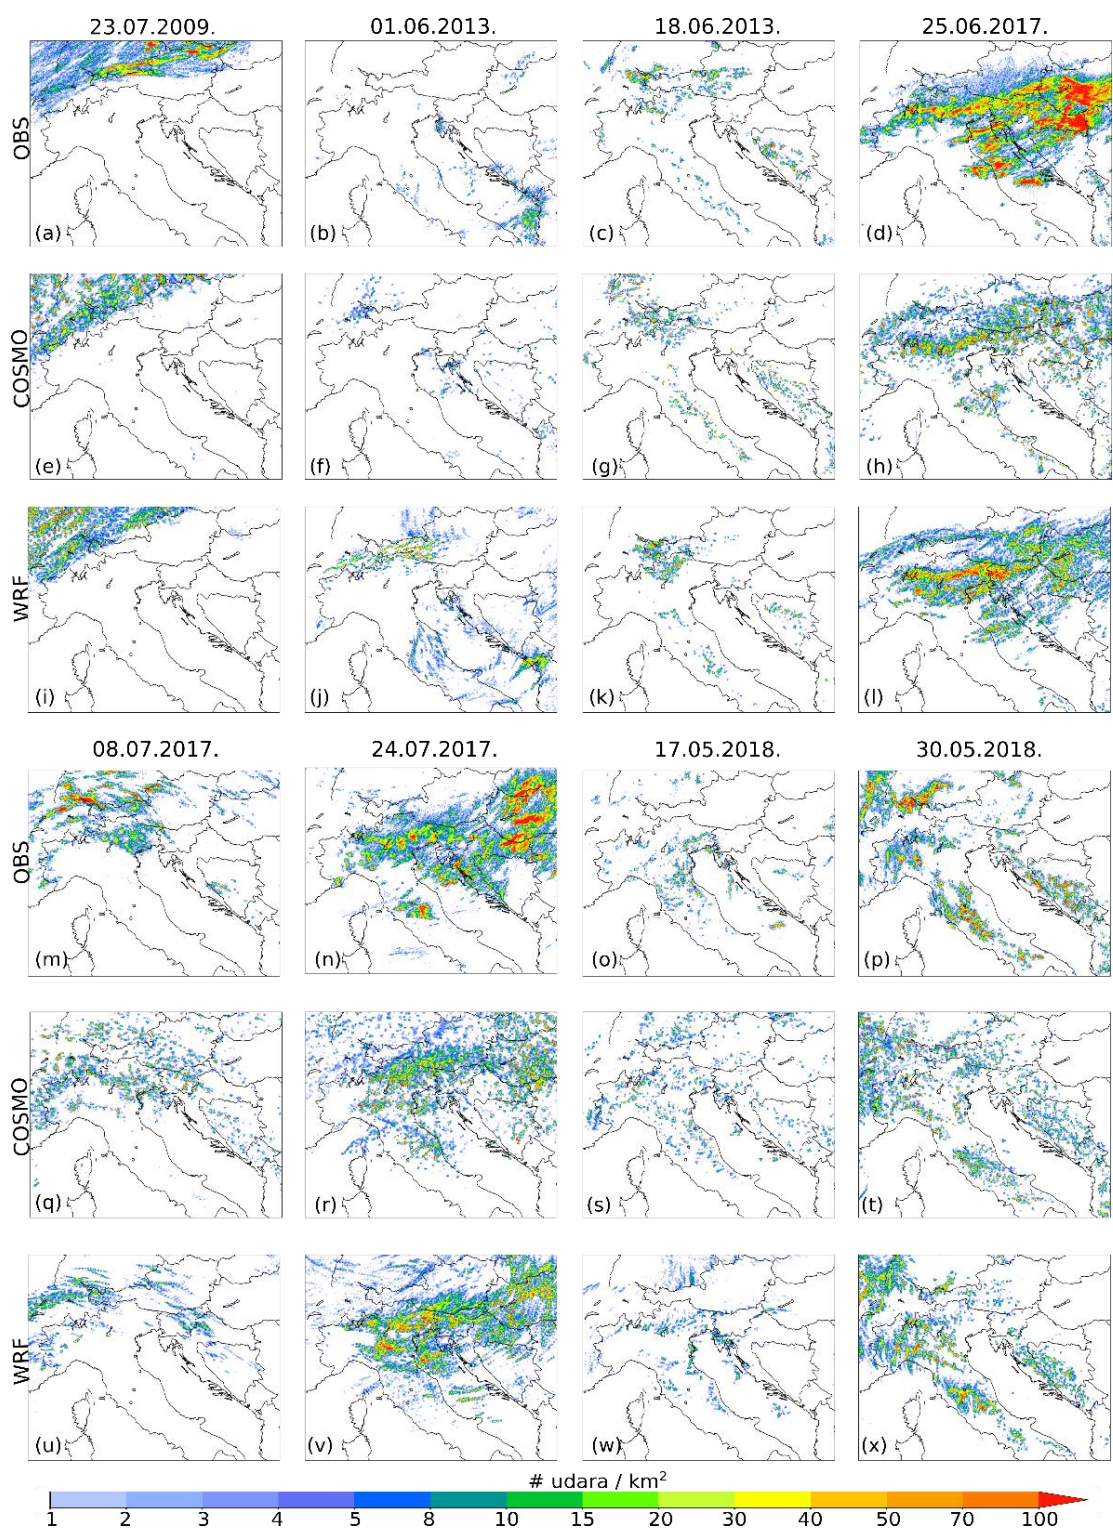 23.07.2009. 01.06.2013. 18.06.2013. 25.06.2017.
OBS
(a) (b) (c) (d)
COSMO
(e) (f) (g) (h)
WRF
(i) (j) (k) (l)
08.07.2017. 24.07.2017. 17.05.2018. 30.05.2018.
OBS
(m) (n) (o) (p)
COSMO
(q) (r) (s) (t)
WRF
(u) (v) (w) (x)
# udara / km²
1 2 3 4 5 8 10 15 20 30 40 50 70 100